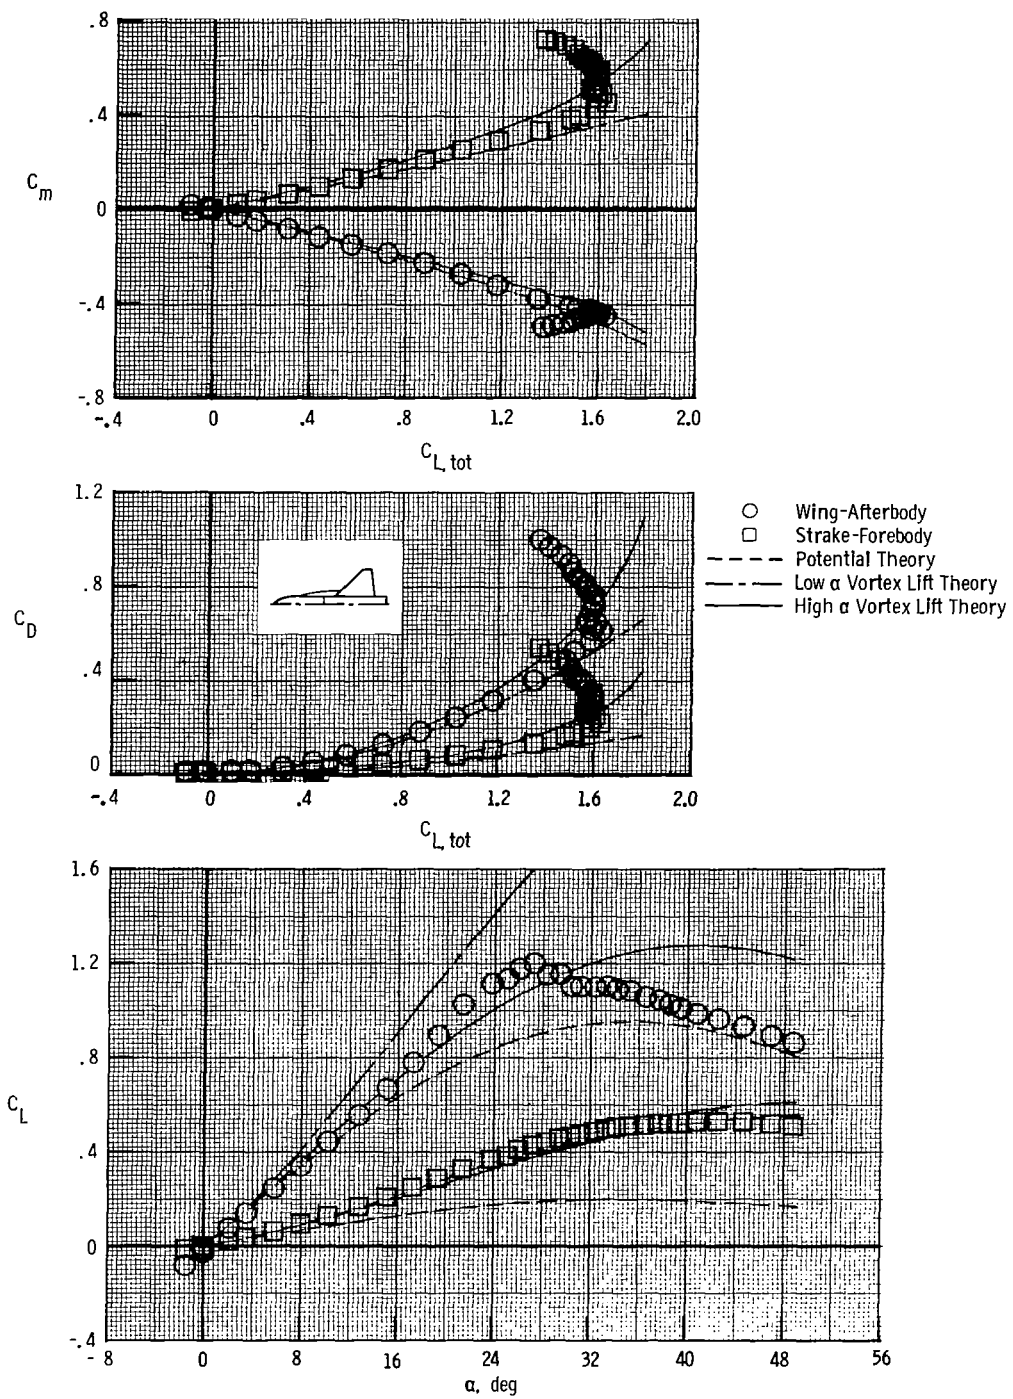 .8
.4
0
-.4
-.8
C_m
-.4 0 .4 .8 1.2 1.6 2.0
C_L, tot
1.2
.8
.4
0
C_D
-.4 0 .4 .8 1.2 1.6 2.0
C_L, tot
Wing-Afterbody
Strake-Forebody
Potential Theory
Low α Vortex Lift Theory
High α Vortex Lift Theory
1.6
1.2
.8
.4
0
-.4
C_L
-8 0 8 16 24 32 40 48 56
α, deg